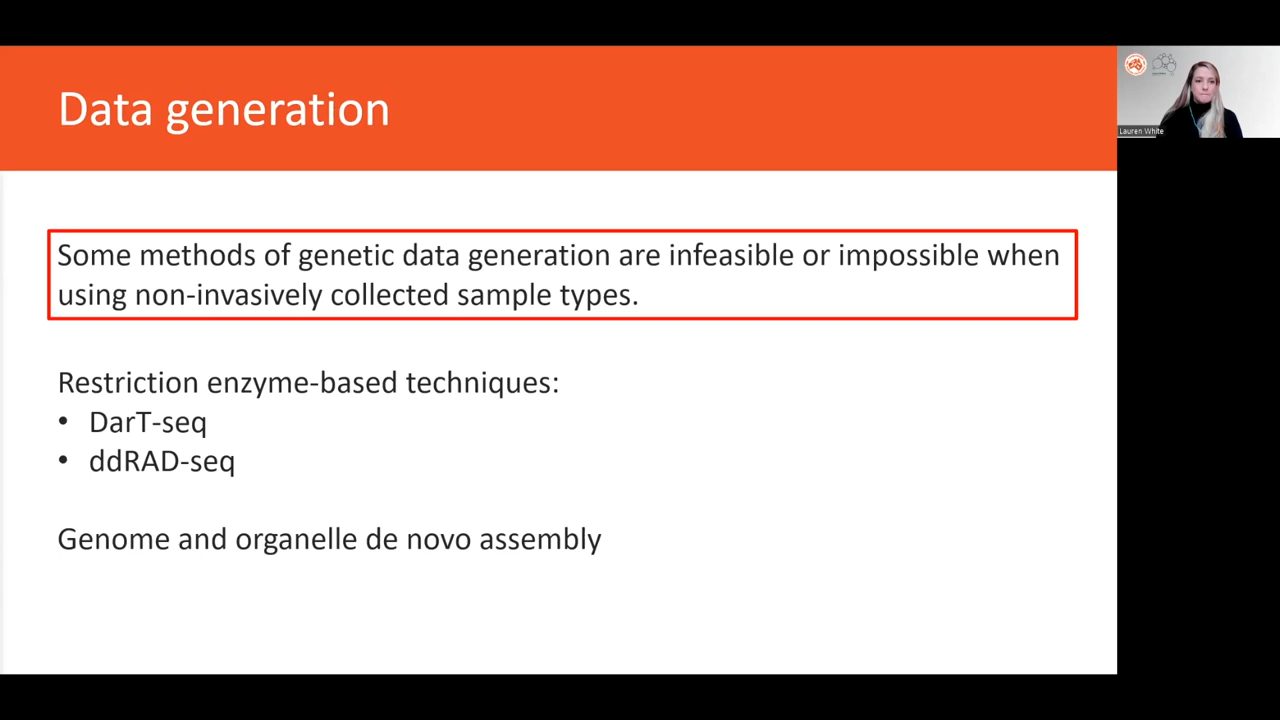 Data generation
Lauren White
Some methods of genetic data generation are infeasible or impossible when
using non-invasively collected sample types.
Restriction enzyme-based techniques:
• DarT-seq
• ddRAD-seq
Genome and organelle de novo assembly